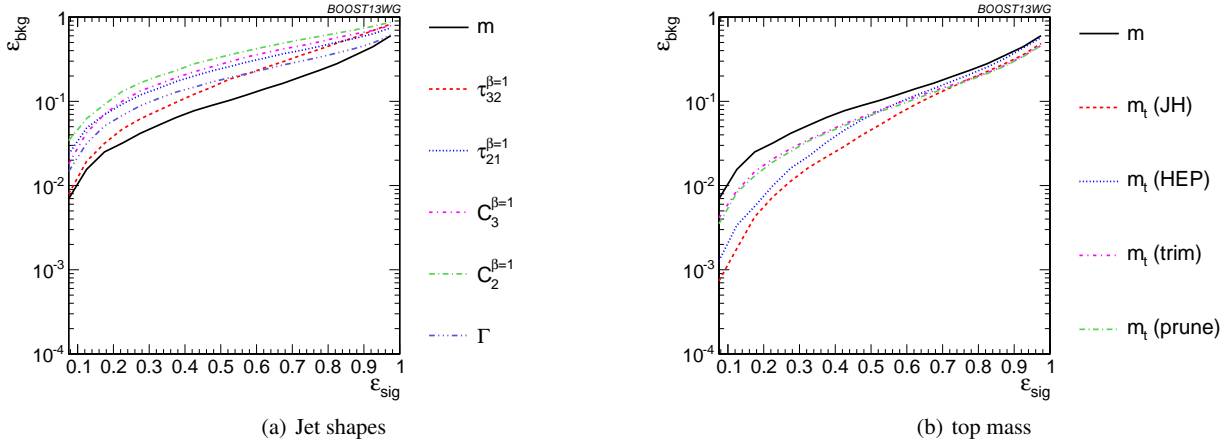 BOOST13WG
ε_bkg
1
10^-1
10^-2
10^-3
10^-4
0.1 0.2 0.3 0.4 0.5 0.6 0.7 0.8 0.9 1
ε_sig
m
τ_32^β=1
τ_21^β=1
C_3^β=1
C_2^β=1
Γ
(a) Jet shapes
BOOST13WG
ε_bkg
1
10^-1
10^-2
10^-3
10^-4
0.1 0.2 0.3 0.4 0.5 0.6 0.7 0.8 0.9 1
ε_sig
m
m_t (JH)
m_t (HEP)
m_t (trim)
m_t (prune)
(b) top mass